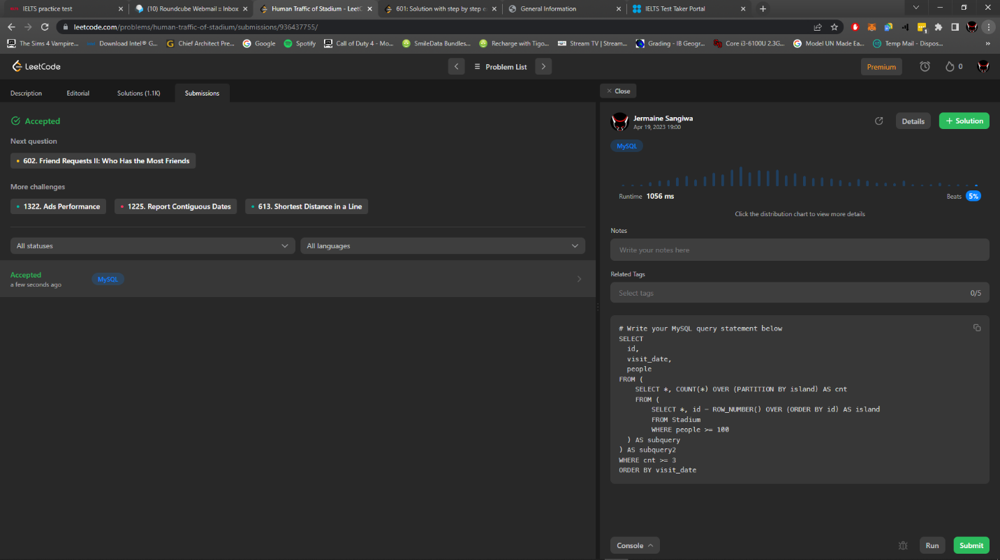 IELTS practice test
(10) Roundcube Webmail :: Inbox
Human Traffic of Stadium - LeetC
601: Solution with step by step e
General Information
IELTS Test Taker Portal
leetcode.com/problems/human-traffic-of-stadium/submissions/936437755/
The Sims 4 Vampire...
Download Intel® G...
Chief Architect Pre...
Google
Spotify
Call of Duty 4 - Mo...
SmileData Bundles...
Recharge with Tigo...
Stream TV | Stream...
Grading - IB Geogr...
Core i3-6100U 2.3G...
Model UN Made Ea...
Temp Mail - Dispos...
LeetCode
Problem List
Premium
0
Description
Editorial
Solutions (1.1K)
Submissions
Close
Accepted
Next question
602. Friend Requests II: Who Has the Most Friends
More challenges
1322. Ads Performance
1225. Report Contiguous Dates
613. Shortest Distance in a Line
All statuses
All languages
Accepted
a few seconds ago
MySQL
Jermaine Sangiwa
Apr 19, 2023 19:00
Details
+ Solution
MySQL
Runtime 1056 ms
Beats 5%
Click the distribution chart to view more details
Notes
Write your notes here
Related Tags
Select tags
0/5
# Write your MySQL query statement below
SELECT
id,
visit_date,
people
FROM (
SELECT *, COUNT(*) OVER (PARTITION BY island) AS cnt
FROM (
SELECT *, id - ROW_NUMBER() OVER (ORDER BY id) AS island
FROM Stadium
WHERE people >= 100
) AS subquery
) AS subquery2
WHERE cnt >= 3
ORDER BY visit_date
Console
Run
Submit